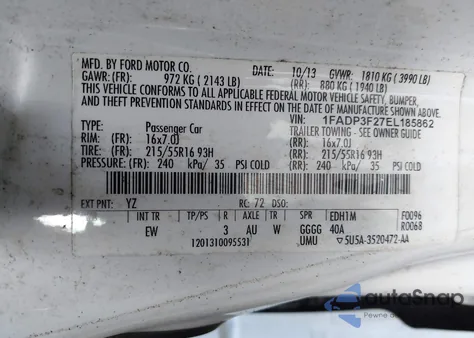 MFD. BY FORD MOTOR CO.
DATE: 10/13 GVWR: 1810 KG (3990 LB)
GAWR: (FR): 972 KG (2143 LB) (RR): 880 KG (1940 LB)
THIS VEHICLE CONFORMS TO ALL APPLICABLE FEDERAL MOTOR VEHICLE SAFETY, BUMPER,
AND THEFT PREVENTION STANDARDS IN EFFECT ON THE DATE OF MANUFACTURE SHOWN ABOVE.
VIN: 1FADP3F27EL185862
TYPE: Passenger Car TRAILER TOWING - SEE OWNER GUIDE
RIM: (FR) 16x7.0J (RR): 16x7.0J
TIRE: (FR) 215/55R16 93H (RR): 215/55R16 93H
PRESSURE: (FR) 240 kPa/ 35 PSI COLD (RR): 240 kPa/ 35 PSI COLD
EXT PNT: YZ RC: 72 DSO:
INT TR TP/PS R AXLE TR SPR EDH1M F0096
EW 3 AU W GGGG 40A R0068
1201310095531 UMU 5U5A-3520472-AA
autoSnap